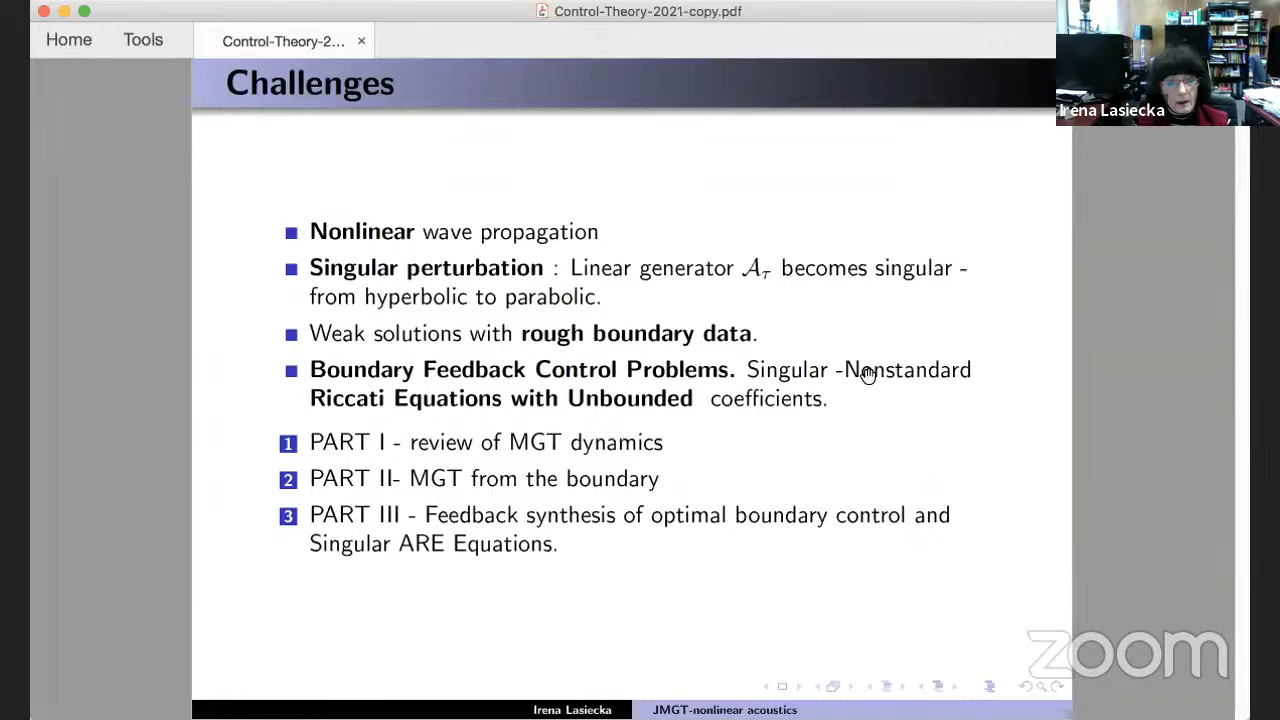 Control-Theory-2021-copy.pdf
Home
Tools
Control-Theory-2...
×
Challenges
Irena Lasiecka
Nonlinear wave propagation
Singular perturbation : Linear generator 𝒜τ becomes singular -
from hyperbolic to parabolic.
Weak solutions with rough boundary data.
Boundary Feedback Control Problems. Singular -Nonstandard
Riccati Equations with Unbounded coefficients.
1 PART I - review of MGT dynamics
2 PART II- MGT from the boundary
3 PART III - Feedback synthesis of optimal boundary control and
Singular ARE Equations.
zoom
Irena Lasiecka
JMGT-nonlinear acoustics